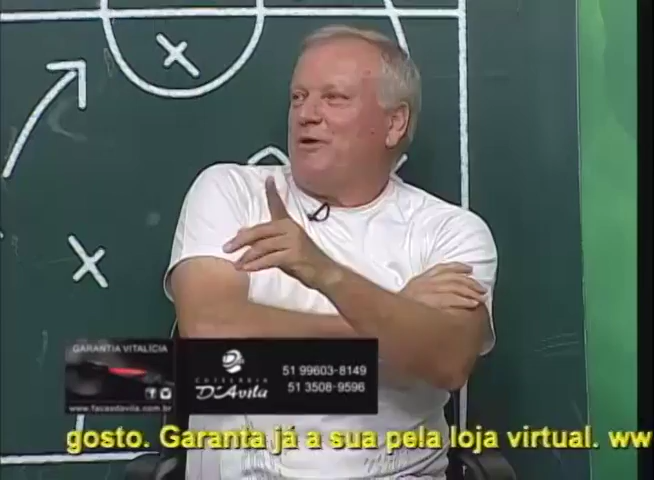 GARANTIA VITALÍCIA
www.facasdavila.com.br
CUTELARIA
D'Avila
51 99603-8149
51 3508-9596
gosto. Garanta já a sua pela loja virtual. ww